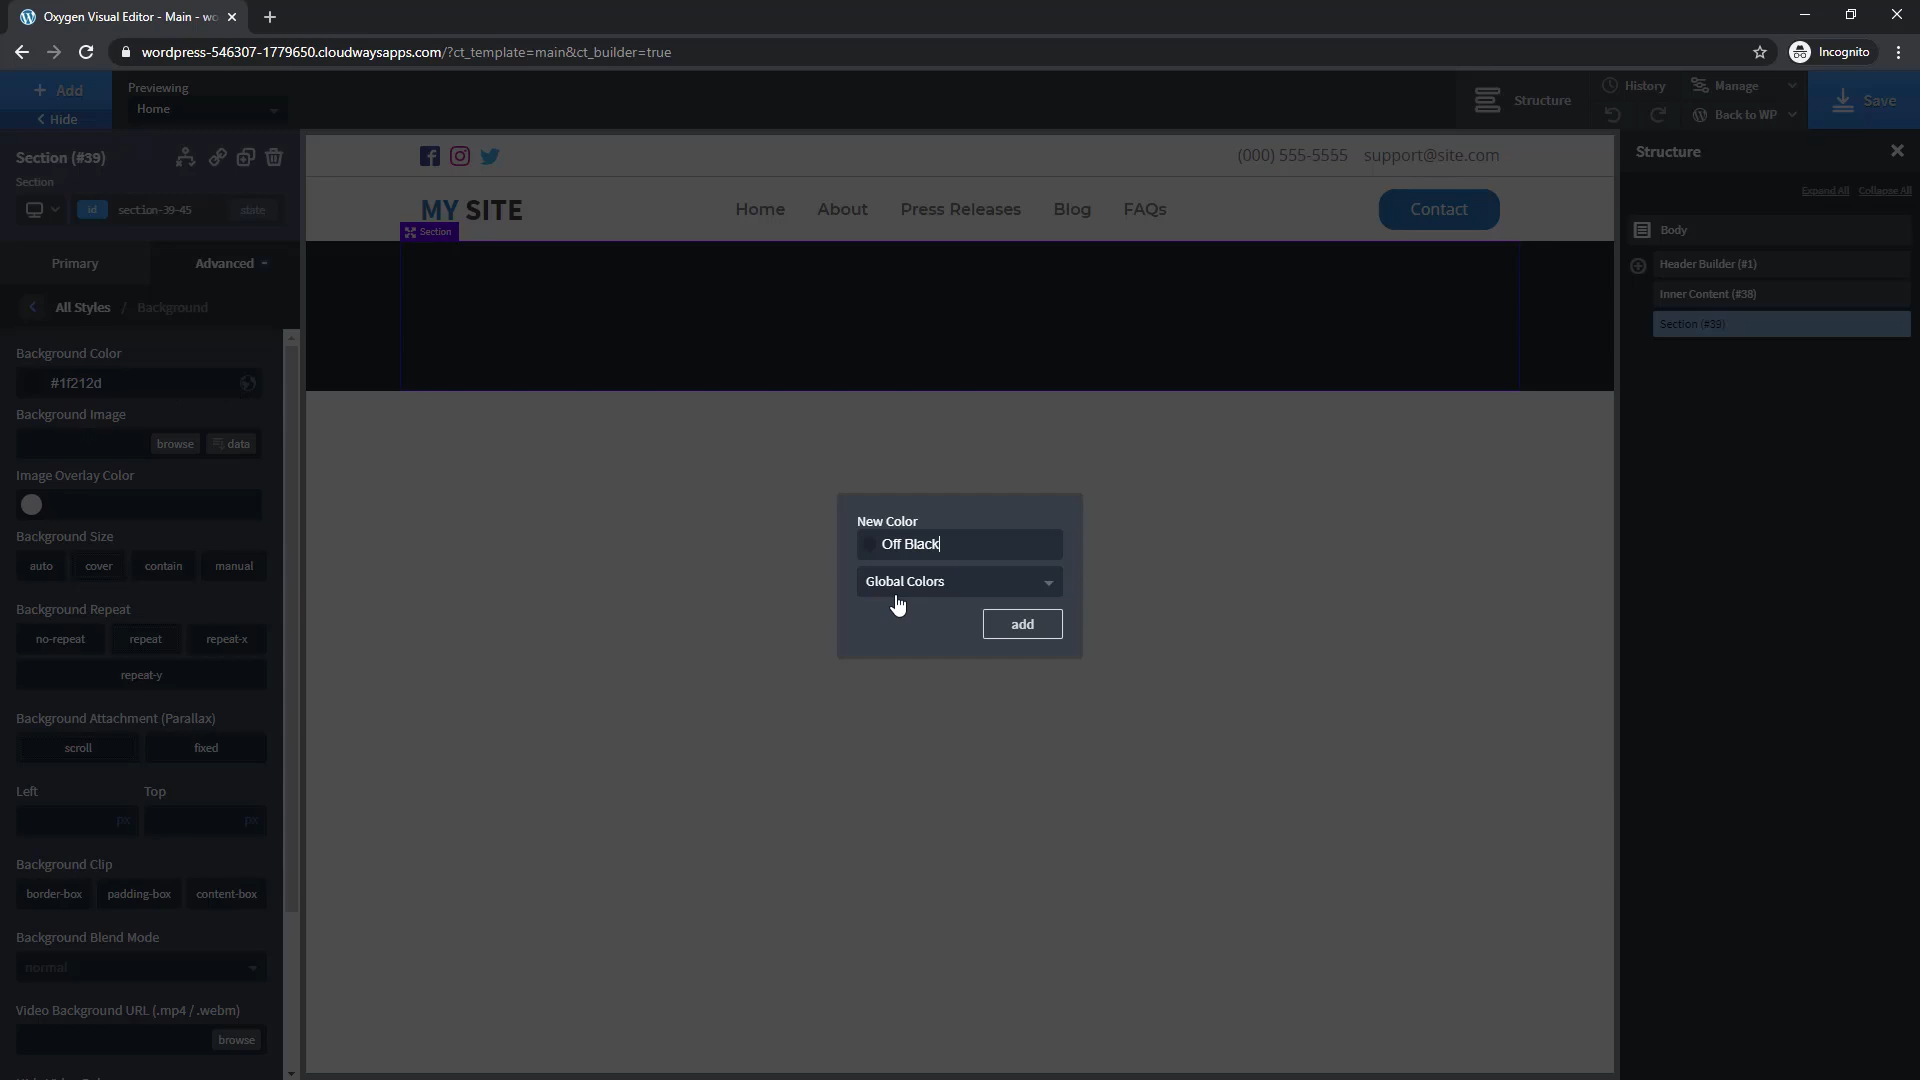 Oxygen Visual Editor - Main - wo
wordpress-546307-1779650.cloudwaysapps.com/?ct_template=main&ct_builder=true
Incognito
Add
Hide
Previewing
Home
Structure
History
Manage
Back to WP
Save
Section (#39)
Section
id
section-39-45
state
Primary
Advanced
All Styles / Background
Background Color
#1f212d
Background Image
browse
data
Image Overlay Color
Background Size
auto
cover
contain
manual
Background Repeat
no-repeat
repeat
repeat-x
repeat-y
Background Attachment (Parallax)
scroll
fixed
Left
Top
px
px
Background Clip
border-box
padding-box
content-box
Background Blend Mode
normal
Video Background URL (.mp4 / .webm)
browse
(000) 555-5555
support@site.com
MY SITE
Home
About
Press Releases
Blog
FAQs
Contact
Section
New Color
Off Black
Global Colors
add
Structure
Expand All
Collapse All
Body
Header Builder (#1)
Inner Content (#38)
Section (#39)